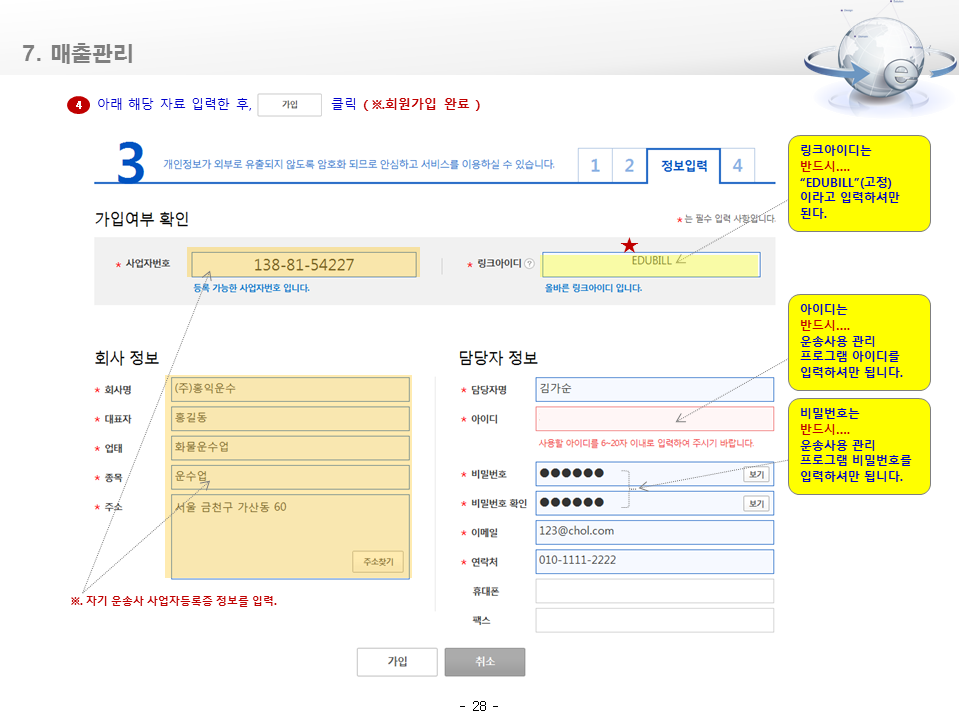 7. 매출관리
4 아래 해당 자료 입력한 후, 가입 클릭 ( ※.회원가입 완료 )
3 개인정보가 외부로 유출되지 않도록 암호화 되므로 안심하고 서비스를 이용하실 수 있습니다. 1 2 정보입력 4
링크아이디는
반드시....
“EDUBILL”(고정)
이라고 입력하셔만
된다.
가입여부 확인
* 는 필수 입력 사항입니다.
* 사업자번호 138-81-54227 * 링크아이디 ? EDUBILL
등록 가능한 사업자번호 입니다. 올바른 링크아이디 입니다.
아이디는
반드시....
운송사용 관리
프로그램 아이디를
입력하셔만 됩니다.
회사 정보
* 회사명 (주)홍익운수
* 대표자 홍길동
* 업태 화물운수업
* 종목 운수업
* 주소 서울 금천구 가산동 60
주소찾기
※. 자기 운송사 사업자등록증 정보를 입력.
담당자 정보
* 담당자명 김가순
* 아이디
사용할 아이디를 6~20자 이내로 입력하여 주시기 바랍니다.
* 비밀번호 ●●●●●● 보기
* 비밀번호 확인 ●●●●●● 보기
* 이메일 123@chol.com
* 연락처 010-1111-2222
휴대폰
팩스
비밀번호는
반드시....
운송사용 관리
프로그램 비밀번호를
입력하셔만 됩니다.
가입 취소
- 28 -